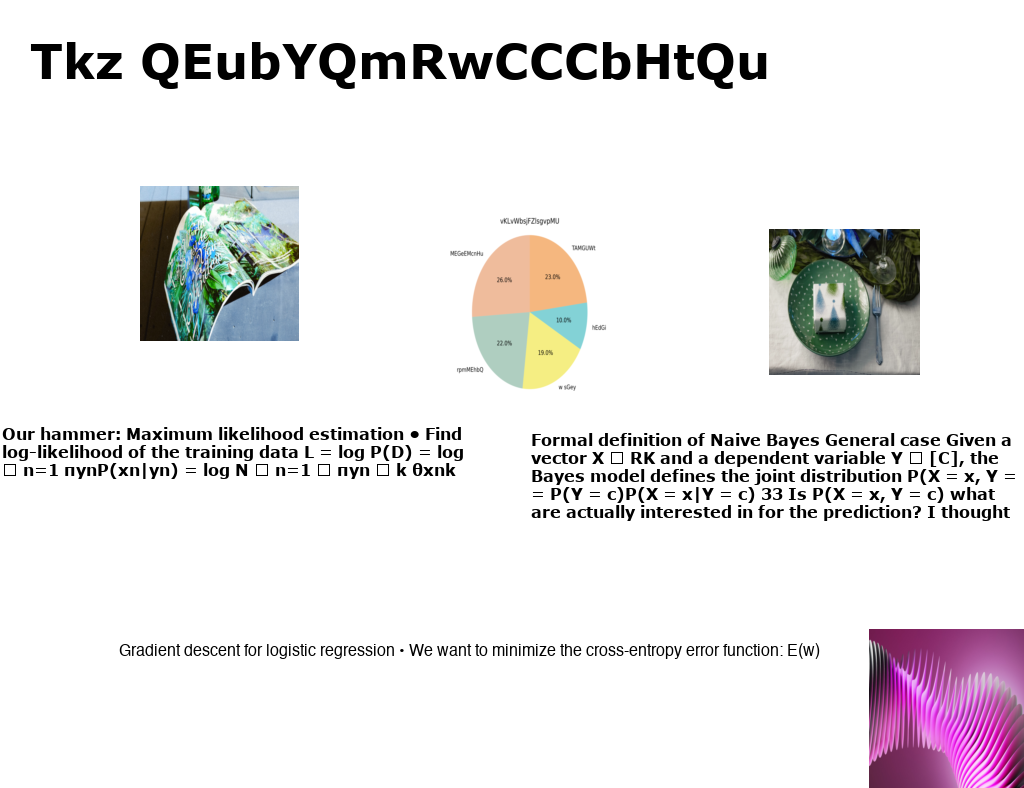 Tkz QEubYQmRwCCCbHtQu
vKLvWbsjFZIsgvpMU
MEGeEMcnHu
TAMGUWt
26.0%
23.0%
10.0%
hEdGi
22.0%
19.0%
rpmMEhbQ
w sGey
Our hammer: Maximum likelihood estimation • Find
log-likelihood of the training data L = log P(D) = log
□ n=1 πynP(xn|yn) = log N □ n=1 □ πyn □ k θxnk
Formal definition of Naive Bayes General case Given a
vector X □ RK and a dependent variable Y □ [C], the
Bayes model defines the joint distribution P(X = x, Y =
= P(Y = c)P(X = x|Y = c) 33 Is P(X = x, Y = c) what
are actually interested in for the prediction? I thought
Gradient descent for logistic regression • We want to minimize the cross-entropy error function: E(w)